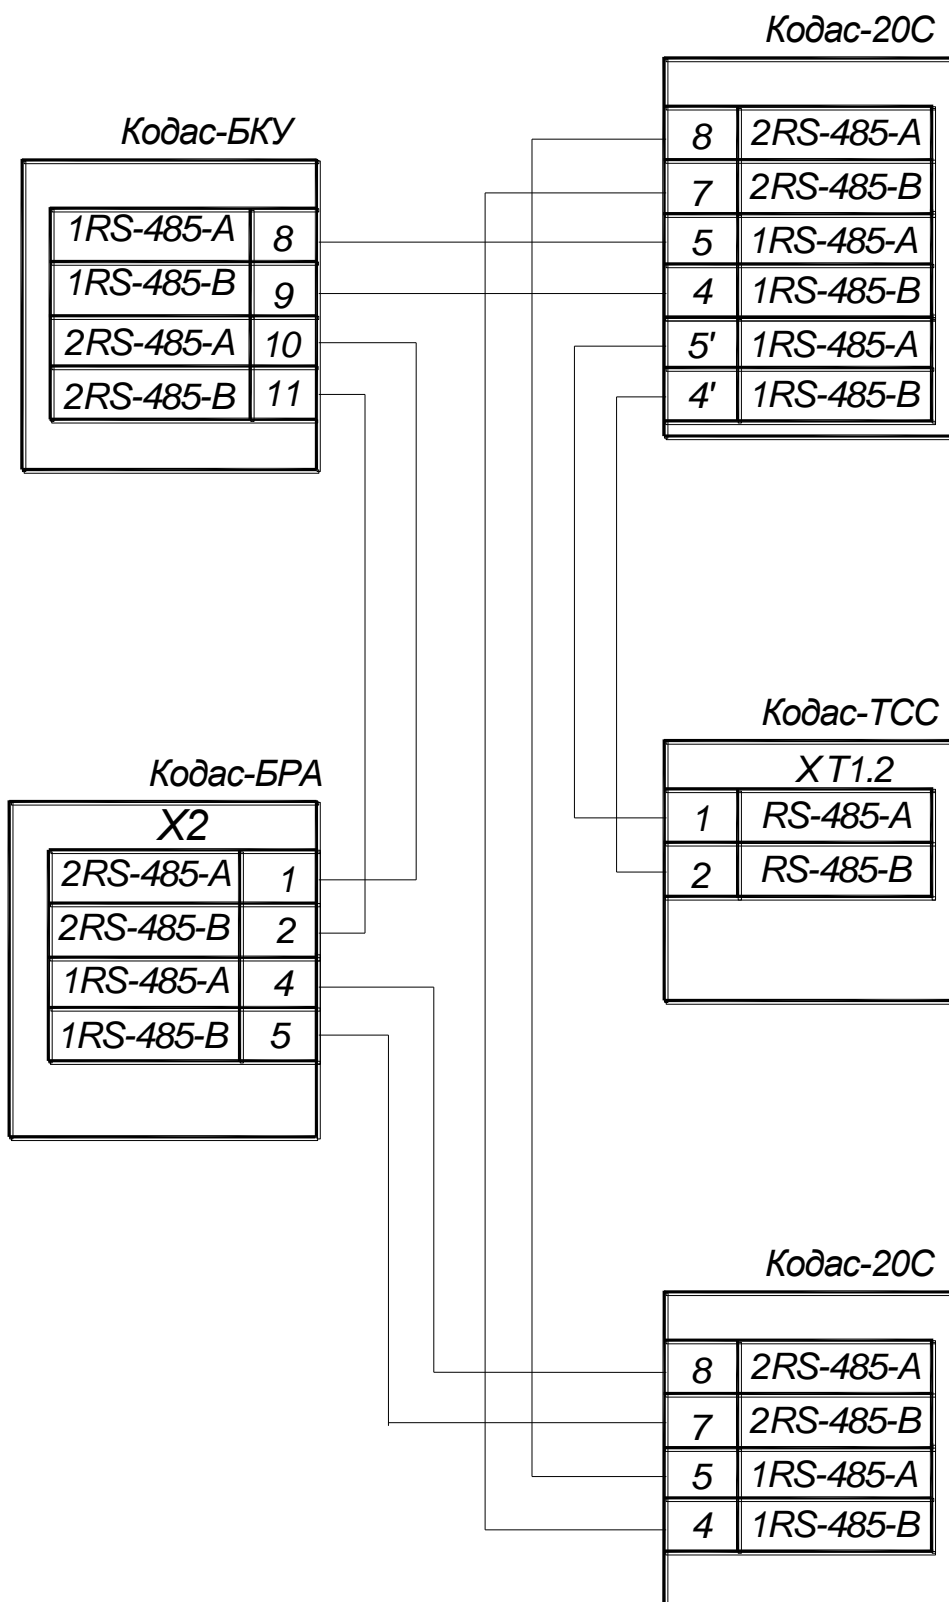 Кодас-20С
8 2RS-485-A
7 2RS-485-B
5 1RS-485-A
4 1RS-485-B
5' 1RS-485-A
4' 1RS-485-B
Кодас-БКУ
1RS-485-A 8
1RS-485-B 9
2RS-485-A 10
2RS-485-B 11
Кодас-ТСС
XT1.2
1 RS-485-A
2 RS-485-B
Кодас-БРА
X2
2RS-485-A 1
2RS-485-B 2
1RS-485-A 4
1RS-485-B 5
Кодас-20С
8 2RS-485-A
7 2RS-485-B
5 1RS-485-A
4 1RS-485-B